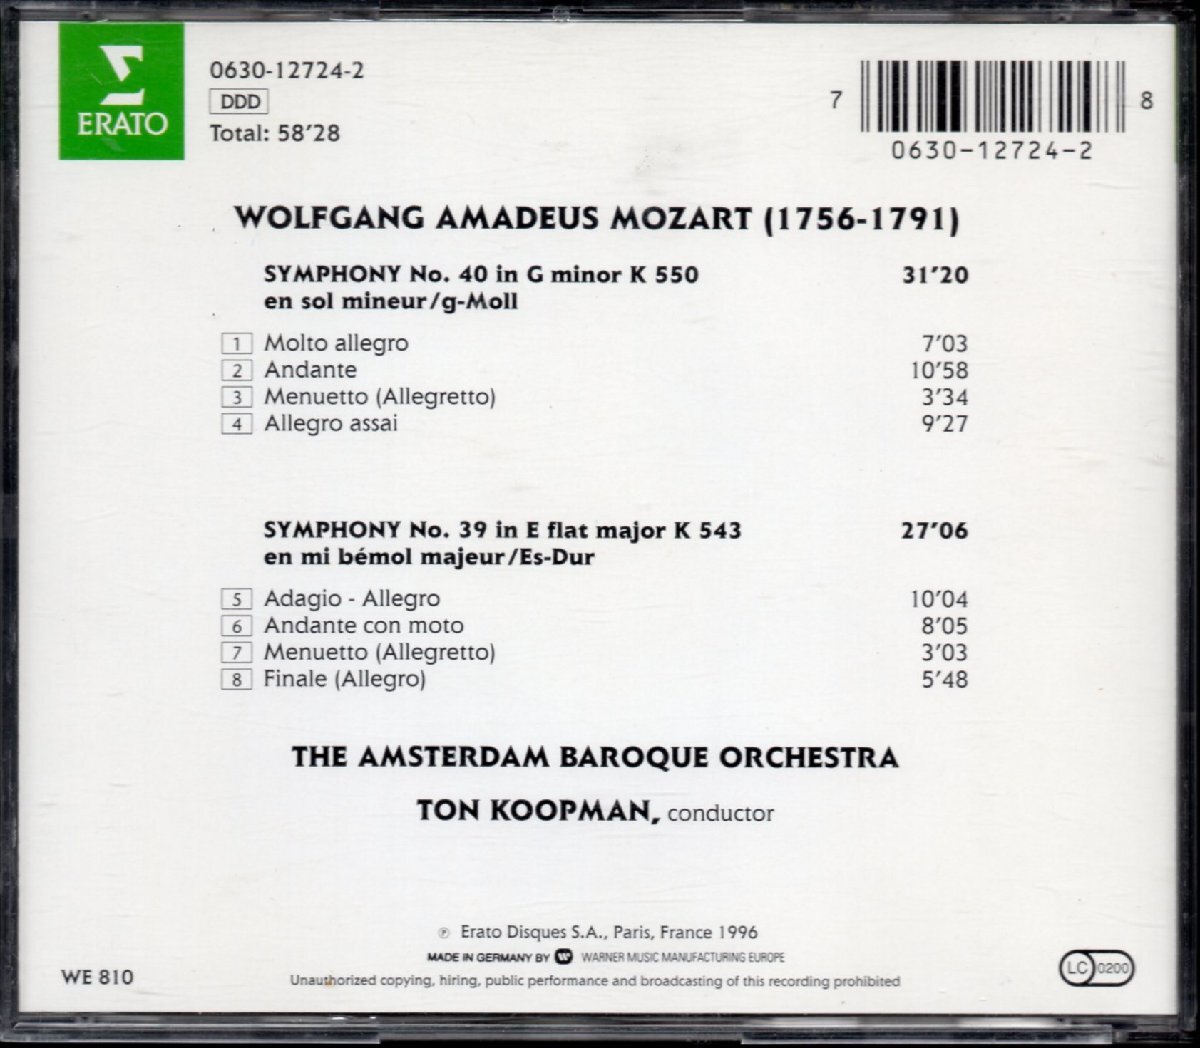 ERATO
0630-12724-2
DDD
Total: 58'28
7 8
0630-12724-2
WOLFGANG AMADEUS MOZART (1756-1791)
SYMPHONY No. 40 in G minor K 550 31'20
en sol mineur/g-Moll
1 Molto allegro 7'03
2 Andante 10'58
3 Menuetto (Allegretto) 3'34
4 Allegro assai 9'27
SYMPHONY No. 39 in E flat major K 543 27'06
en mi bémol majeur/Es-Dur
5 Adagio - Allegro 10'04
6 Andante con moto 8'05
7 Menuetto (Allegretto) 3'03
8 Finale (Allegro) 5'48
THE AMSTERDAM BAROQUE ORCHESTRA
TON KOOPMAN, conductor
℗ Erato Disques S.A., Paris, France 1996
MADE IN GERMANY BY WARNER MUSIC MANUFACTURING EUROPE
WE 810
Unauthorized copying, hiring, public performance and broadcasting of this recording prohibited
LC 0200